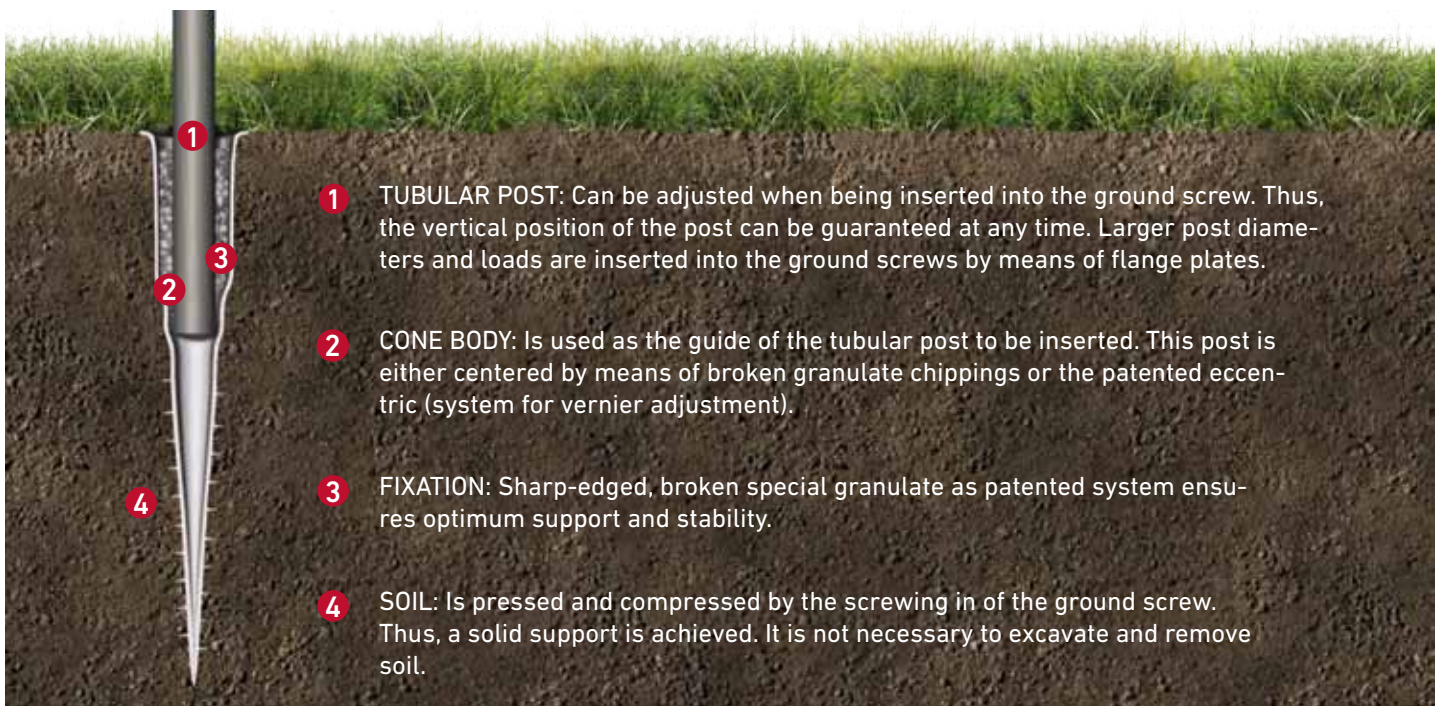 1
3
2
4
1 TUBULAR POST: Can be adjusted when being inserted into the ground screw. Thus,
the vertical position of the post can be guaranteed at any time. Larger post diame-
ters and loads are inserted into the ground screws by means of flange plates.
2 CONE BODY: Is used as the guide of the tubular post to be inserted. This post is
either centered by means of broken granulate chippings or the patented eccen-
tric (system for vernier adjustment).
3 FIXATION: Sharp-edged, broken special granulate as patented system ensu-
res optimum support and stability.
4 SOIL: Is pressed and compressed by the screwing in of the ground screw.
Thus, a solid support is achieved. It is not necessary to excavate and remove
soil.